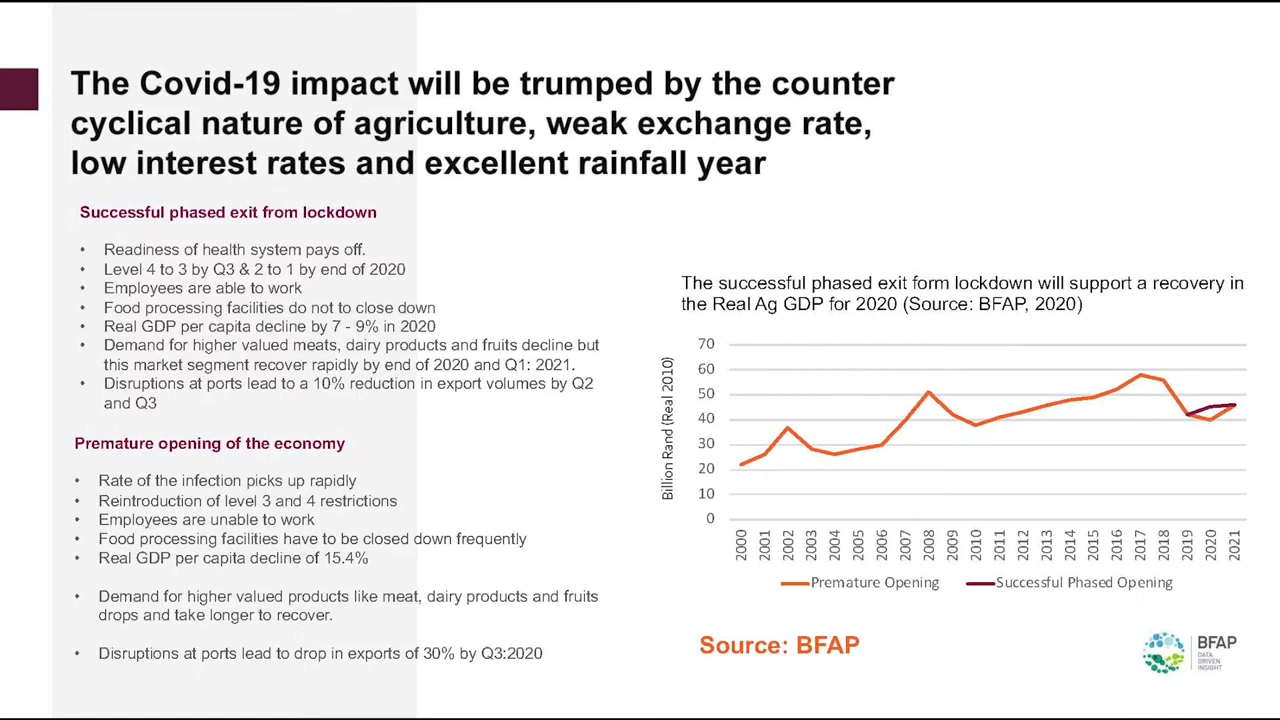 The Covid-19 impact will be trumped by the counter
cyclical nature of agriculture, weak exchange rate,
low interest rates and excellent rainfall year
Successful phased exit from lockdown
• Readiness of health system pays off.
• Level 4 to 3 by Q3 & 2 to 1 by end of 2020
• Employees are able to work
• Food processing facilities do not to close down
• Real GDP per capita decline by 7 - 9% in 2020
• Demand for higher valued meats, dairy products and fruits decline but
this market segment recover rapidly by end of 2020 and Q1: 2021.
• Disruptions at ports lead to a 10% reduction in export volumes by Q2
and Q3
Premature opening of the economy
• Rate of the infection picks up rapidly
• Reintroduction of level 3 and 4 restrictions
• Employees are unable to work
• Food processing facilities have to be closed down frequently
• Real GDP per capita decline of 15.4%
• Demand for higher valued products like meat, dairy products and fruits
drops and take longer to recover.
• Disruptions at ports lead to drop in exports of 30% by Q3:2020
The successful phased exit form lockdown will support a recovery in
the Real Ag GDP for 2020 (Source: BFAP, 2020)
Billion Rand (Real 2010)
70
60
50
40
30
20
10
0
2000 2001 2002 2003 2004 2005 2006 2007 2008 2009 2010 2011 2012 2013 2014 2015 2016 2017 2018 2019 2020 2021
Premature Opening Successful Phased Opening
Source: BFAP
BFAP
DATA
DRIVEN
INSIGHT